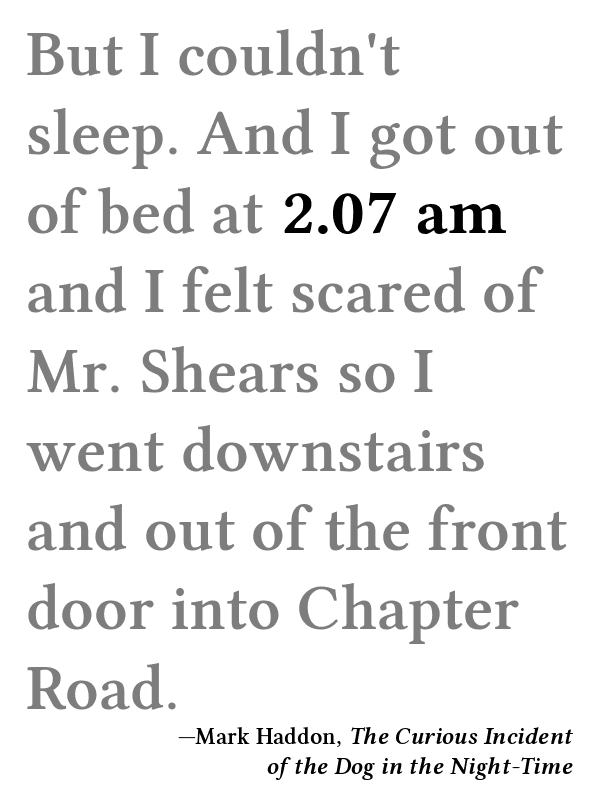 But I couldn't
sleep. And I got out
of bed at 2.07 am
and I felt scared of
Mr. Shears so I
went downstairs
and out of the front
door into Chapter
Road.
—Mark Haddon, The Curious Incident
of the Dog in the Night-Time